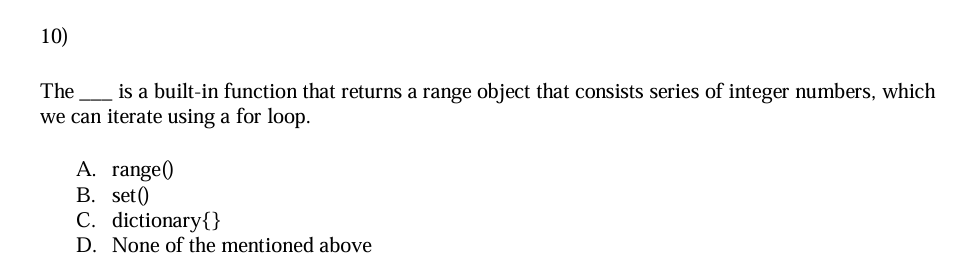 10)
The ___ is a built-in function that returns a range object that consists series of integer numbers, which
we can iterate using a for loop.
A. range()
B. set()
C. dictionary{}
D. None of the mentioned above